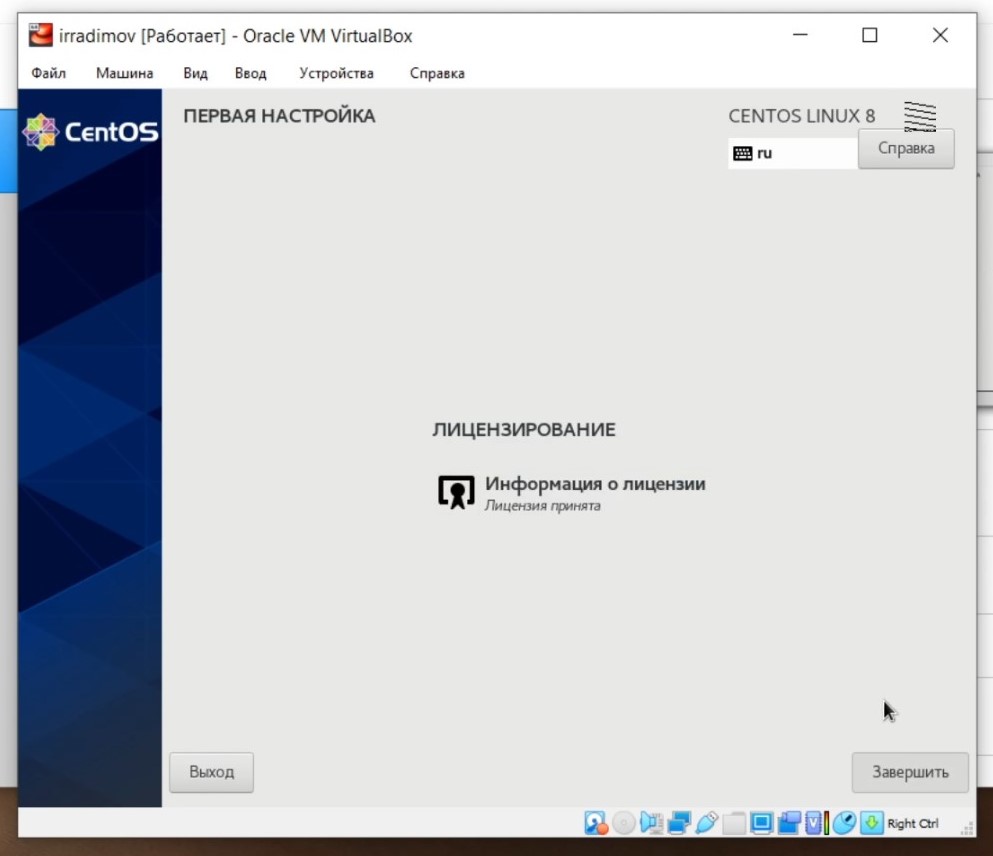 irradimov [Работает] - Oracle VM VirtualBox
Файл Машина Вид Ввод Устройства Справка
CentOS
ПЕРВАЯ НАСТРОЙКА
CENTOS LINUX 8
ru
Справка
ЛИЦЕНЗИРОВАНИЕ
Информация о лицензии
Лицензия принята
Выход
Завершить
Right Ctrl